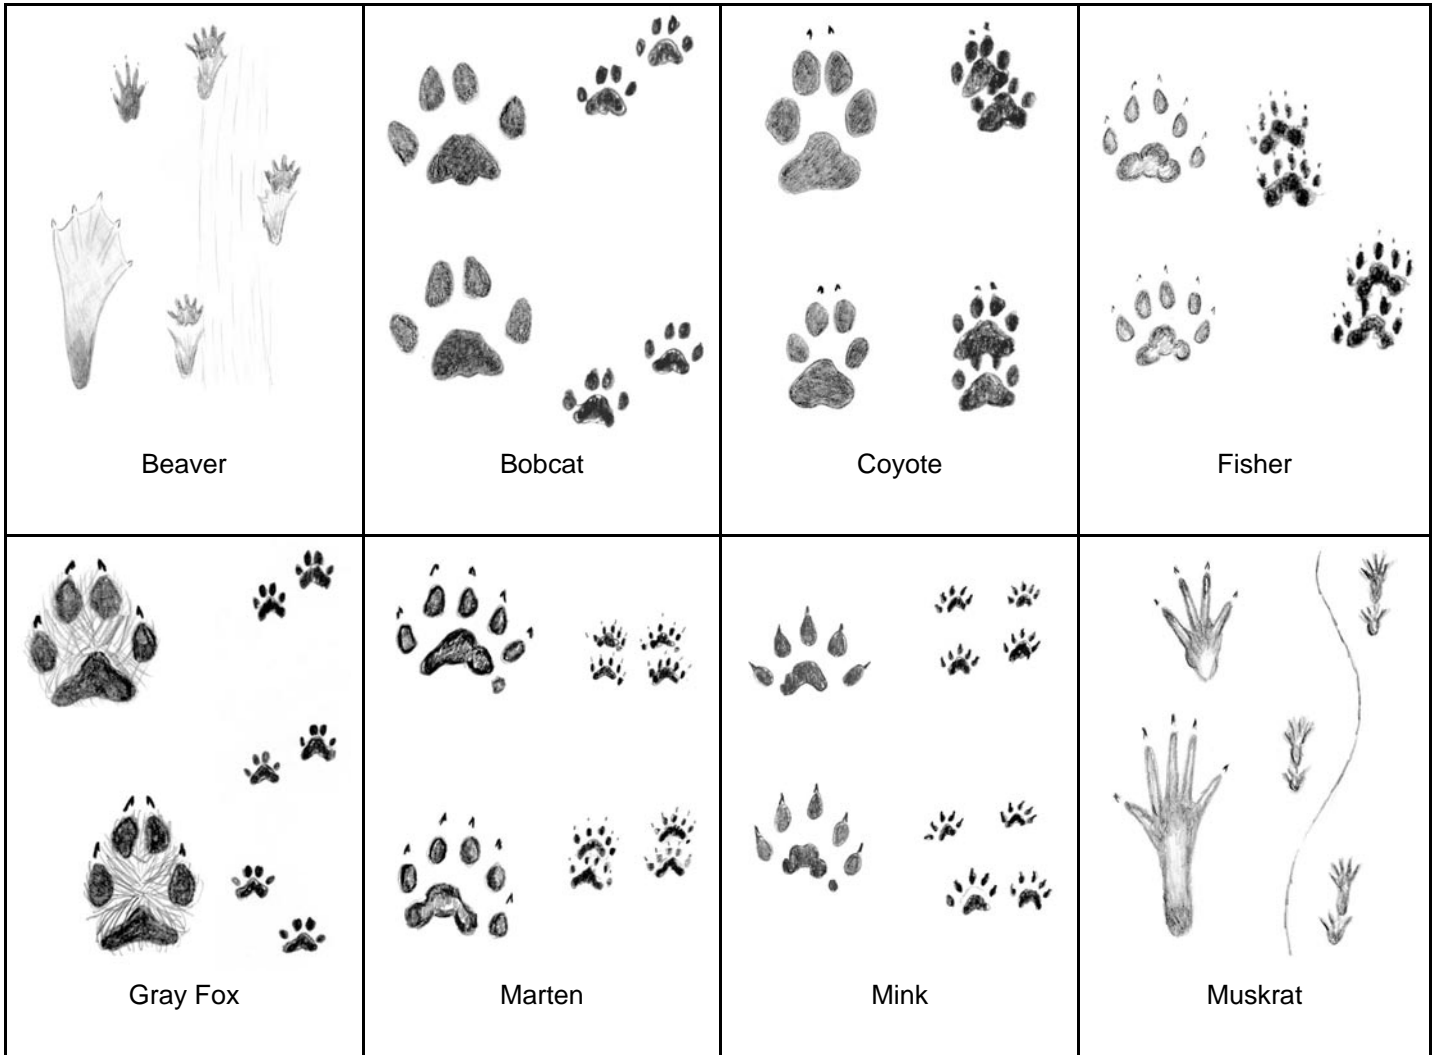 Beaver
Bobcat
Coyote
Fisher
Gray Fox
Marten
Mink
Muskrat